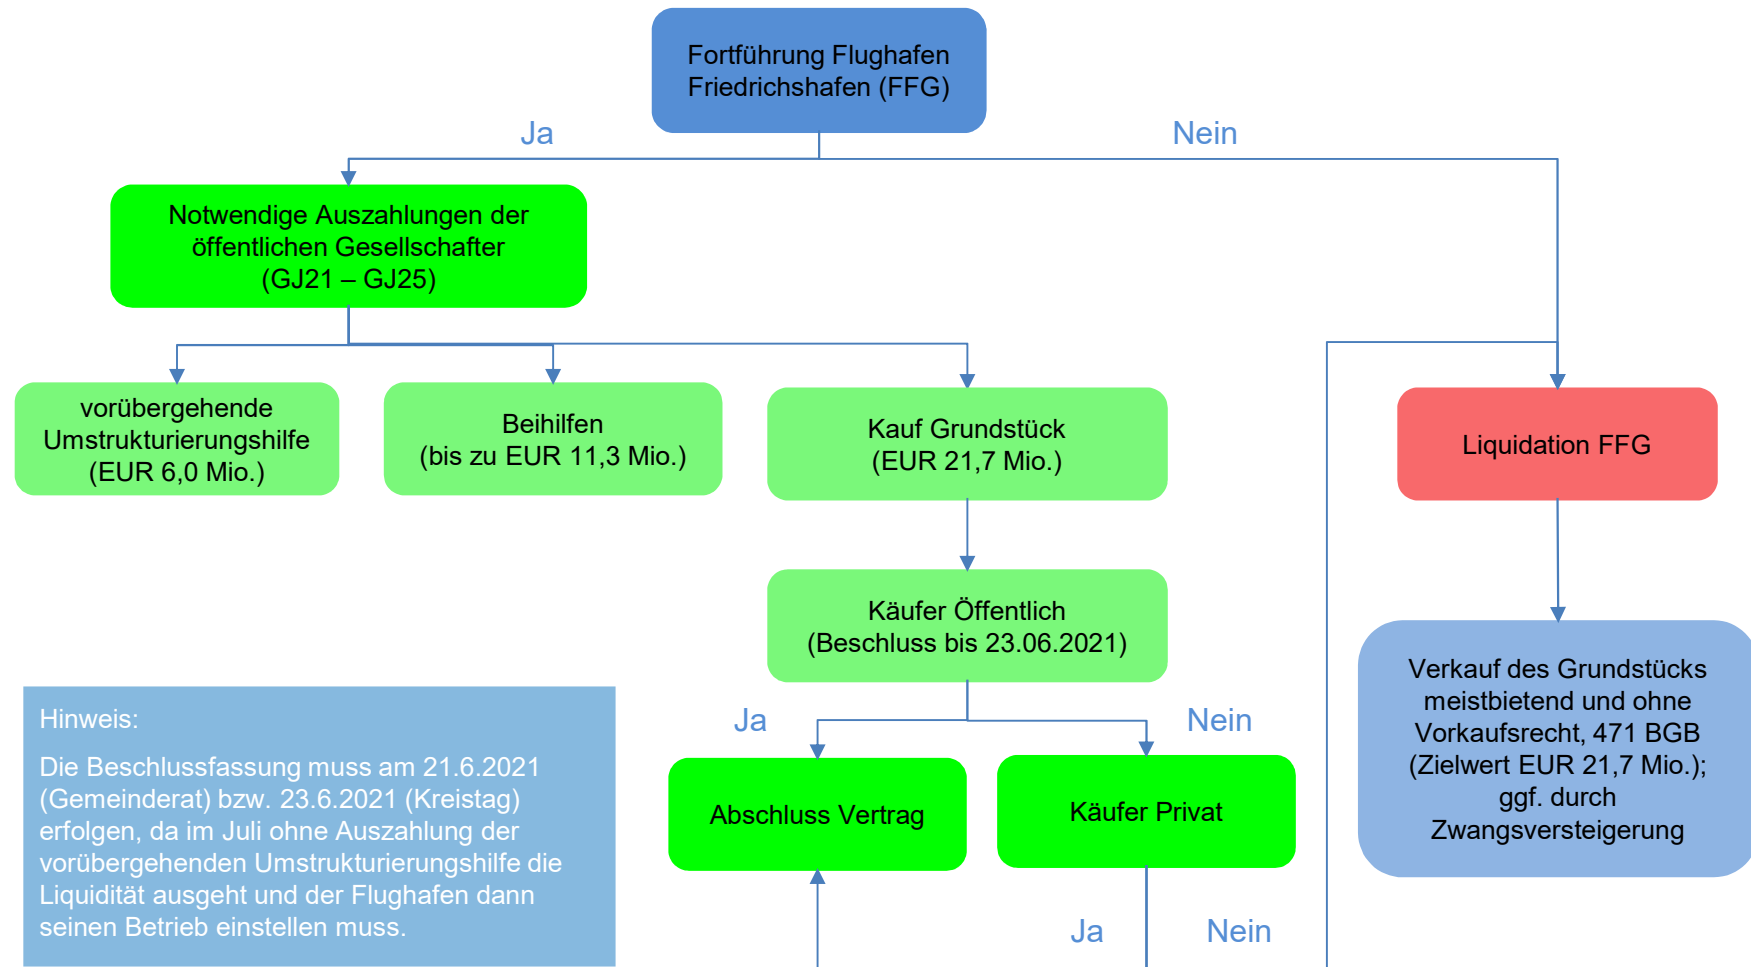 Fortführung Flughafen
Friedrichshafen (FFG)
Ja
Nein
Notwendige Auszahlungen der
öffentlichen Gesellschafter
(GJ21 – GJ25)
vorübergehende
Umstrukturierungshilfe
(EUR 6,0 Mio.)
Beihilfen
(bis zu EUR 11,3 Mio.)
Kauf Grundstück
(EUR 21,7 Mio.)
Liquidation FFG
Käufer Öffentlich
(Beschluss bis 23.06.2021)
Verkauf des Grundstücks
meistbietend und ohne
Vorkaufsrecht, 471 BGB
(Zielwert EUR 21,7 Mio.);
ggf. durch
Zwangsversteigerung
Ja
Nein
Abschluss Vertrag
Käufer Privat
Ja
Nein
Hinweis:
Die Beschlussfassung muss am 21.6.2021
(Gemeinderat) bzw. 23.6.2021 (Kreistag)
erfolgen, da im Juli ohne Auszahlung der
vorübergehenden Umstrukturierungshilfe die
Liquidität ausgeht und der Flughafen dann
seinen Betrieb einstellen muss.